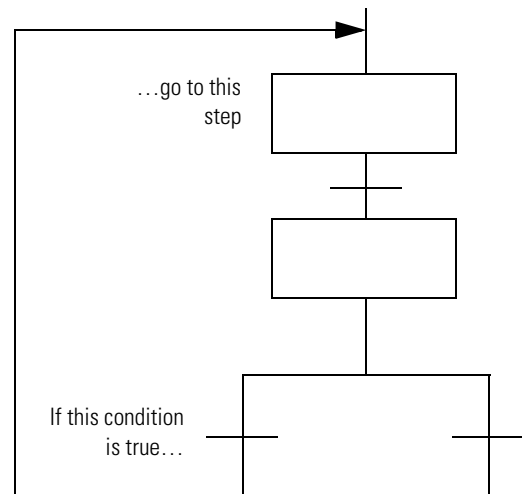 …go to this
step
If this condition
is true…